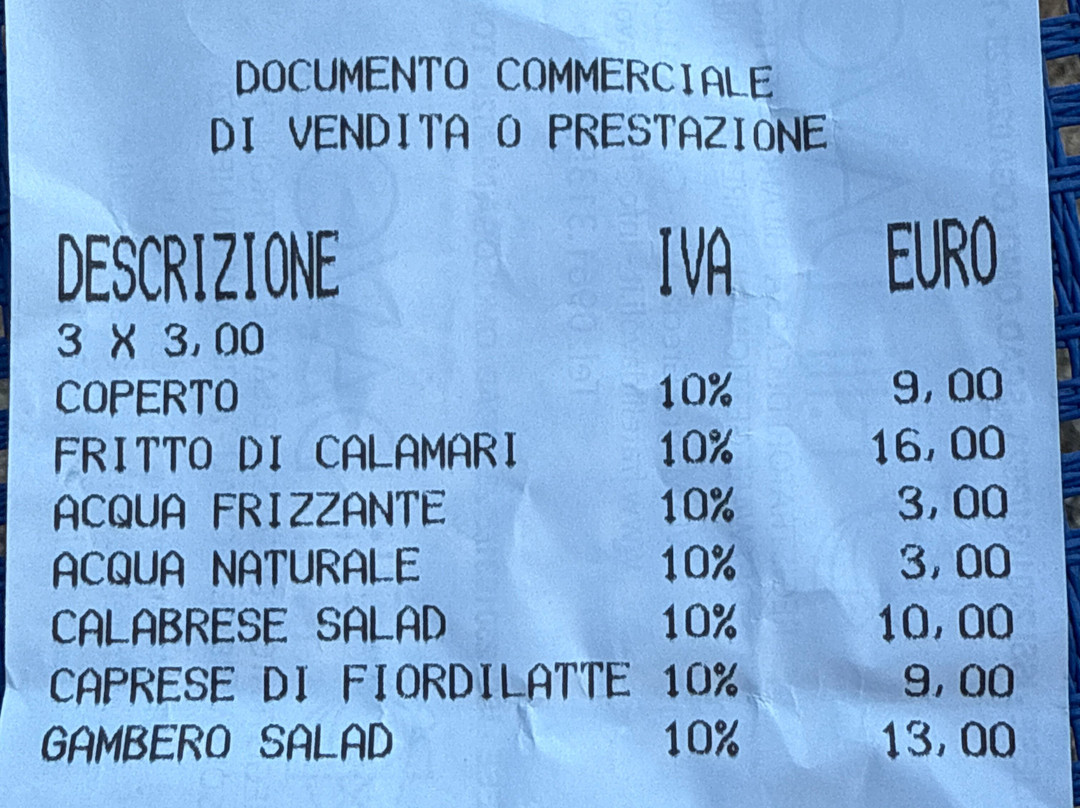 DOCUMENTO COMMERCIALE
DI VENDITA O PRESTAZIONE
DESCRIZIONE IVA EURO
3 X 3,00
COPERTO 10% 9,00
FRITTO DI CALAMARI 10% 16,00
ACQUA FRIZZANTE 10% 3,00
ACQUA NATURALE 10% 3,00
CALABRESE SALAD 10% 10,00
CAPRESE DI FIORDILATTE 10% 9,00
GAMBERO SALAD 10% 13,00